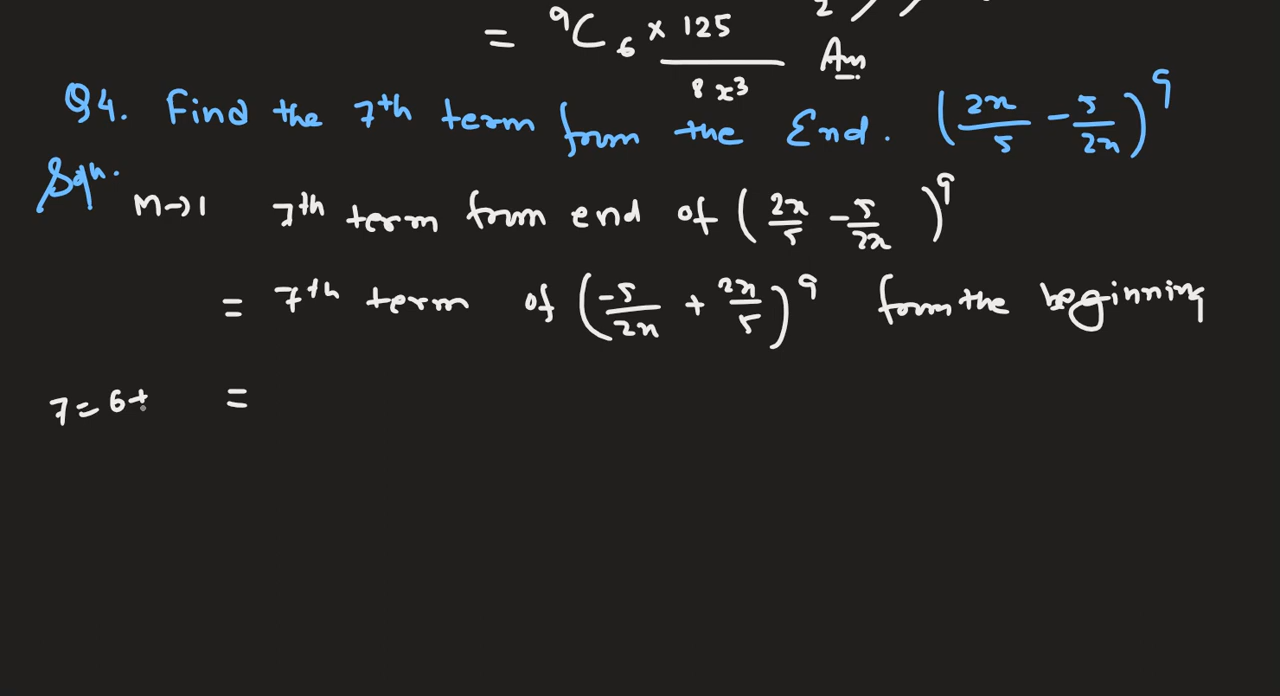 = ⁹C₆ × 125 / 8x³ Ans
Q4. Find the 7th term from the End. (2x/5 - 5/2x)⁹
Sol.
M→1 7th term from end of (2x/5 - 5/2x)⁹
= 7th term of (-5/2x + 2x/5)⁹ from the beginning
7 = 6+ =